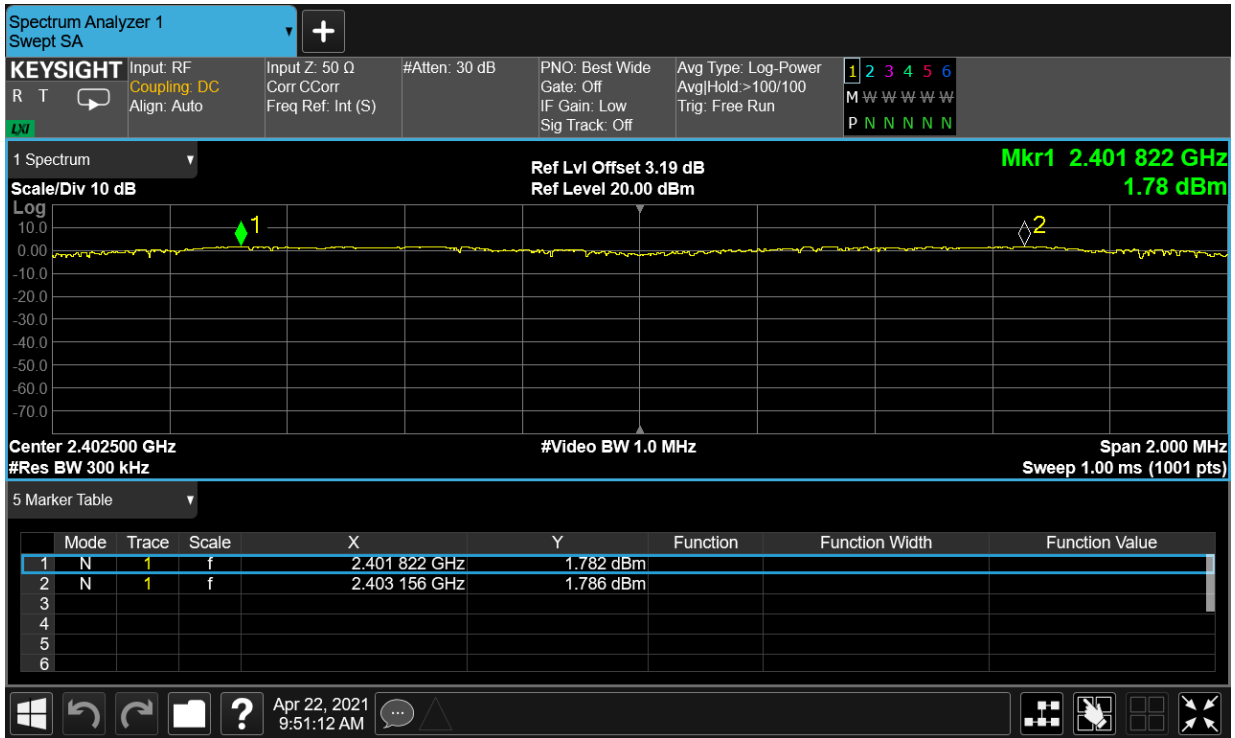 Spectrum Analyzer 1
Swept SA
KEYSIGHT
R T
LXI
Input: RF
Coupling: DC
Align: Auto
Input Z: 50 Ω
Corr CCorr
Freq Ref: Int (S)
#Atten: 30 dB
PNO: Best Wide
Gate: Off
IF Gain: Low
Sig Track: Off
Avg Type: Log-Power
Avg|Hold:>100/100
Trig: Free Run
1 2 3 4 5 6
M W W W W W
P N N N N N
1 Spectrum
Scale/Div 10 dB
Ref Lvl Offset 3.19 dB
Ref Level 20.00 dBm
Mkr1 2.401 822 GHz
1.78 dBm
Log
10.0
0.00
-10.0
-20.0
-30.0
-40.0
-50.0
-60.0
-70.0
1
2
Center 2.402500 GHz
#Video BW 1.0 MHz
Span 2.000 MHz
#Res BW 300 kHz
Sweep 1.00 ms (1001 pts)
5 Marker Table
Mode Trace Scale X Y Function Function Width Function Value
1 N 1 f 2.401 822 GHz 1.782 dBm
2 N 1 f 2.403 156 GHz 1.786 dBm
3
4
5
6
?
Apr 22, 2021
9:51:12 AM